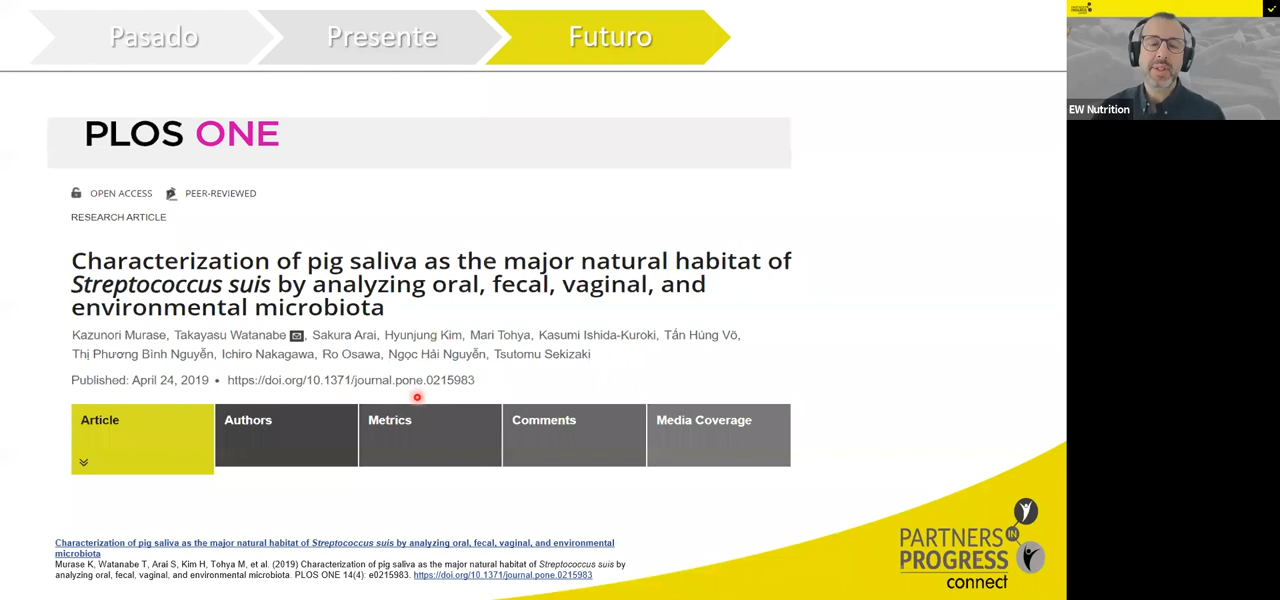 Pasado
Presente
Futuro
PLOS ONE
OPEN ACCESS
PEER-REVIEWED
RESEARCH ARTICLE
Characterization of pig saliva as the major natural habitat of
Streptococcus suis by analyzing oral, fecal, vaginal, and
environmental microbiota
Kazunori Murase, Takayasu Watanabe, Sakura Arai, Hyunjung Kim, Mari Tohya, Kasumi Ishida-Kuroki, Tấn Hùng Võ,
Thị Phương Bình Nguyễn, Ichiro Nakagawa, Ro Osawa, Ngọc Hải Nguyễn, Tsutomu Sekizaki
Published: April 24, 2019 • https://doi.org/10.1371/journal.pone.0215983
Article
Authors
Metrics
Comments
Media Coverage
Characterization of pig saliva as the major natural habitat of Streptococcus suis by analyzing oral, fecal, vaginal, and environmental
microbiota
Murase K, Watanabe T, Arai S, Kim H, Tohya M, et al. (2019) Characterization of pig saliva as the major natural habitat of Streptococcus suis by
analyzing oral, fecal, vaginal, and environmental microbiota. PLOS ONE 14(4): e0215983. https://doi.org/10.1371/journal.pone.0215983
PARTNERS
IN
PROGRESS
connect
EW Nutrition